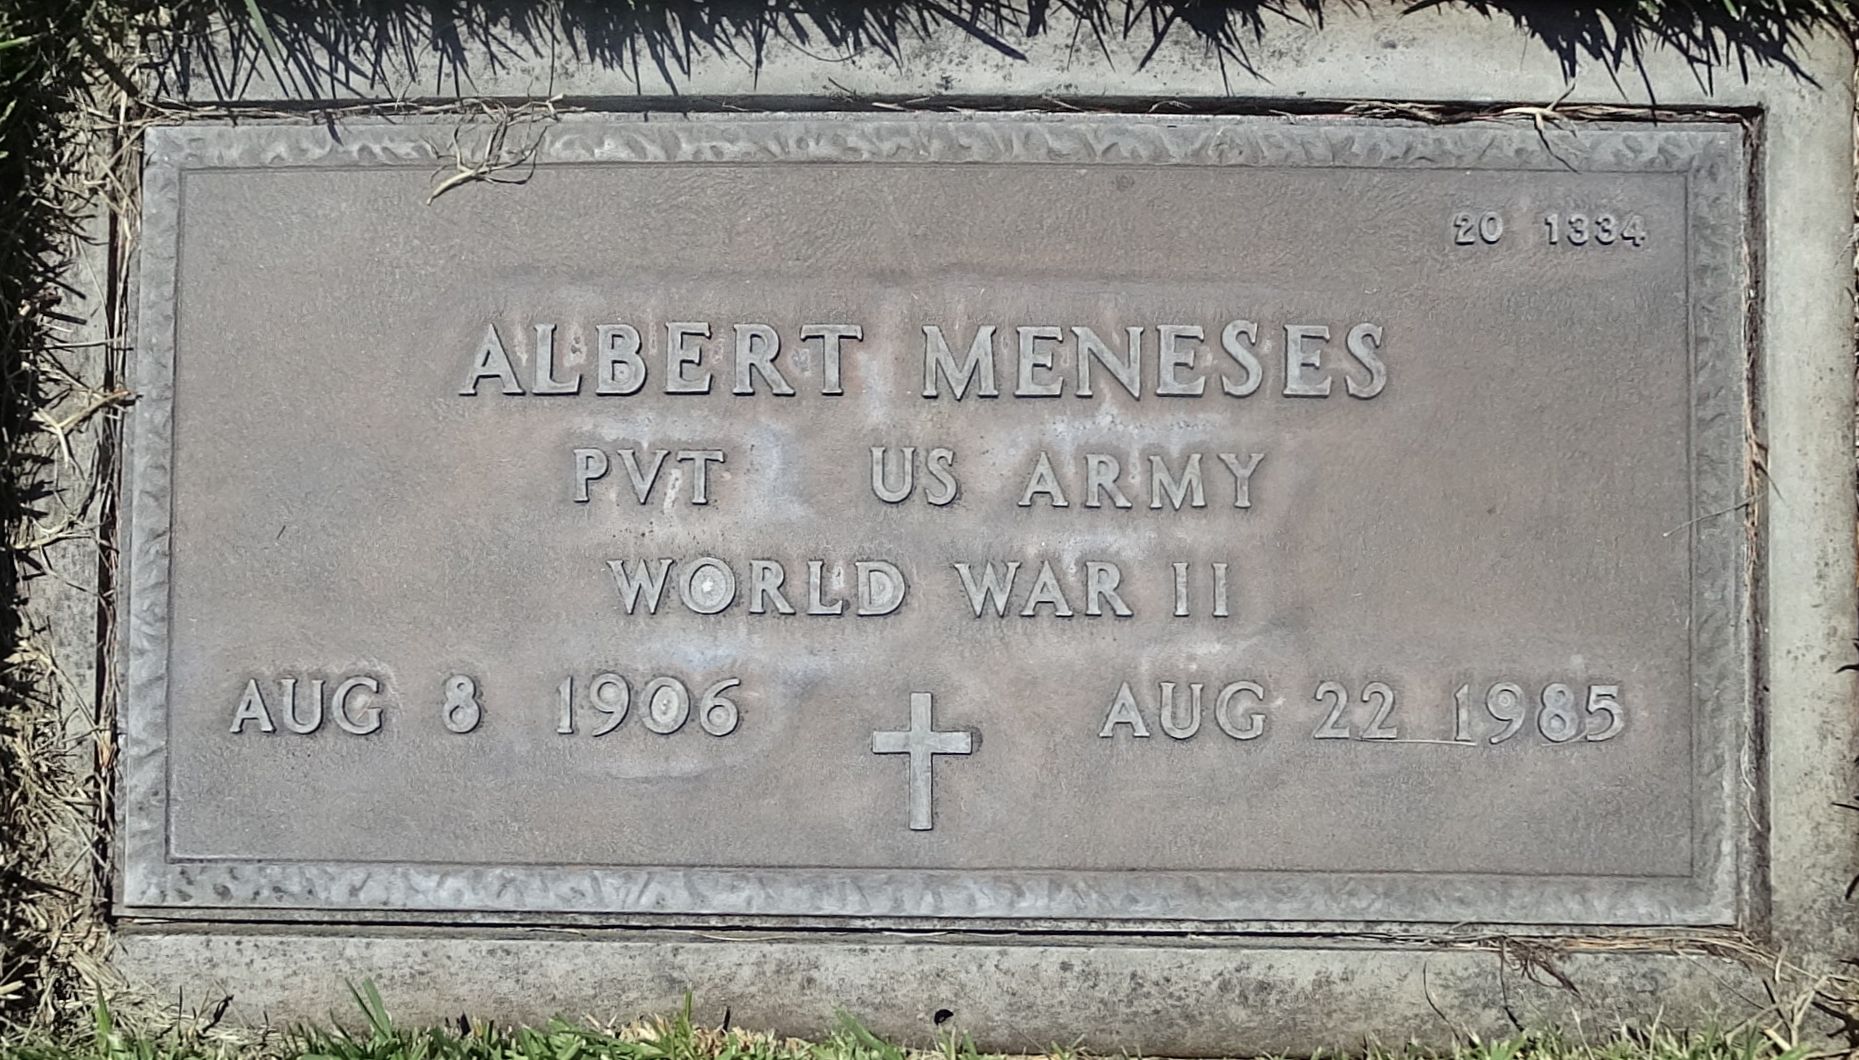 20 1334
ALBERT MENESES
PVT US ARMY
WORLD WAR II
AUG 8 1906 AUG 22 1985